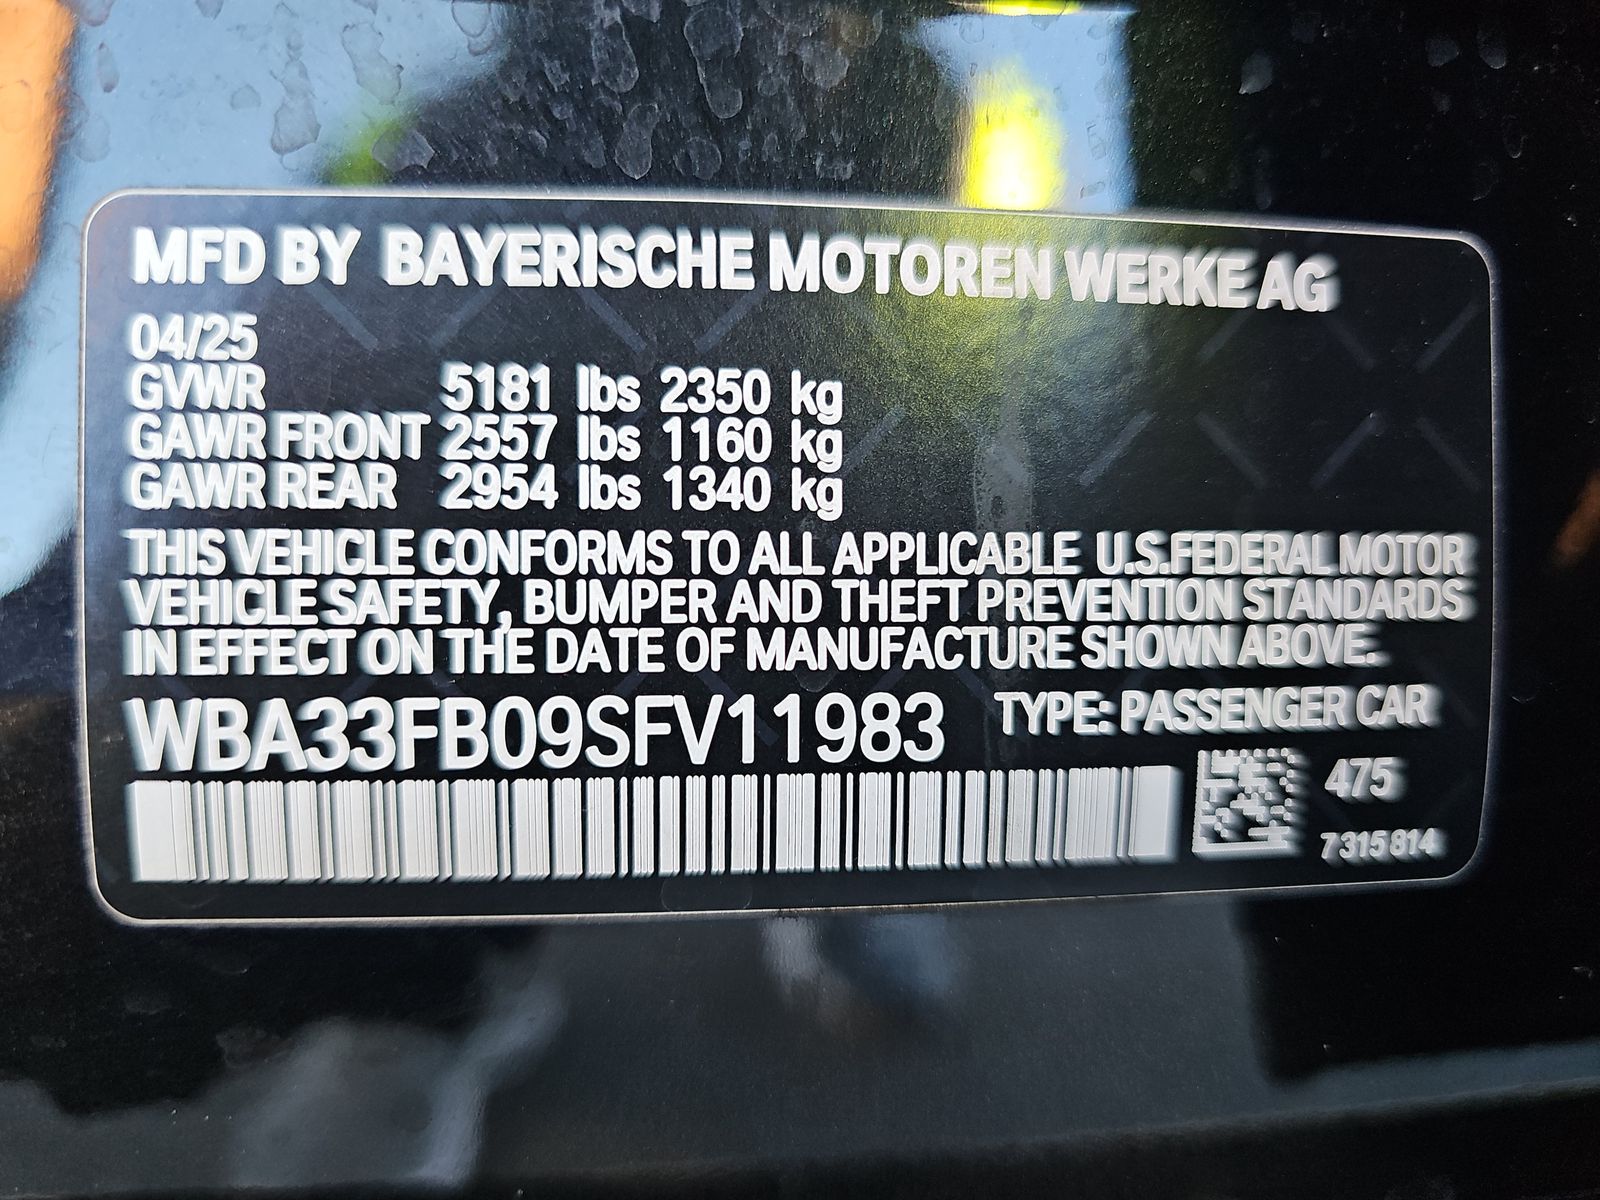 MFD BY BAYERISCHE MOTOREN WERKE AG
04/25
GVWR 5181 lbs 2350 kg
GAWR FRONT 2557 lbs 1160 kg
GAWR REAR 2954 lbs 1340 kg
THIS VEHICLE CONFORMS TO ALL APPLICABLE U.S.FEDERAL MOTOR
VEHICLE SAFETY, BUMPER AND THEFT PREVENTION STANDARDS
IN EFFECT ON THE DATE OF MANUFACTURE SHOWN ABOVE.
WBA33FB09SFV11983 TYPE: PASSENGER CAR
475
7 315 814